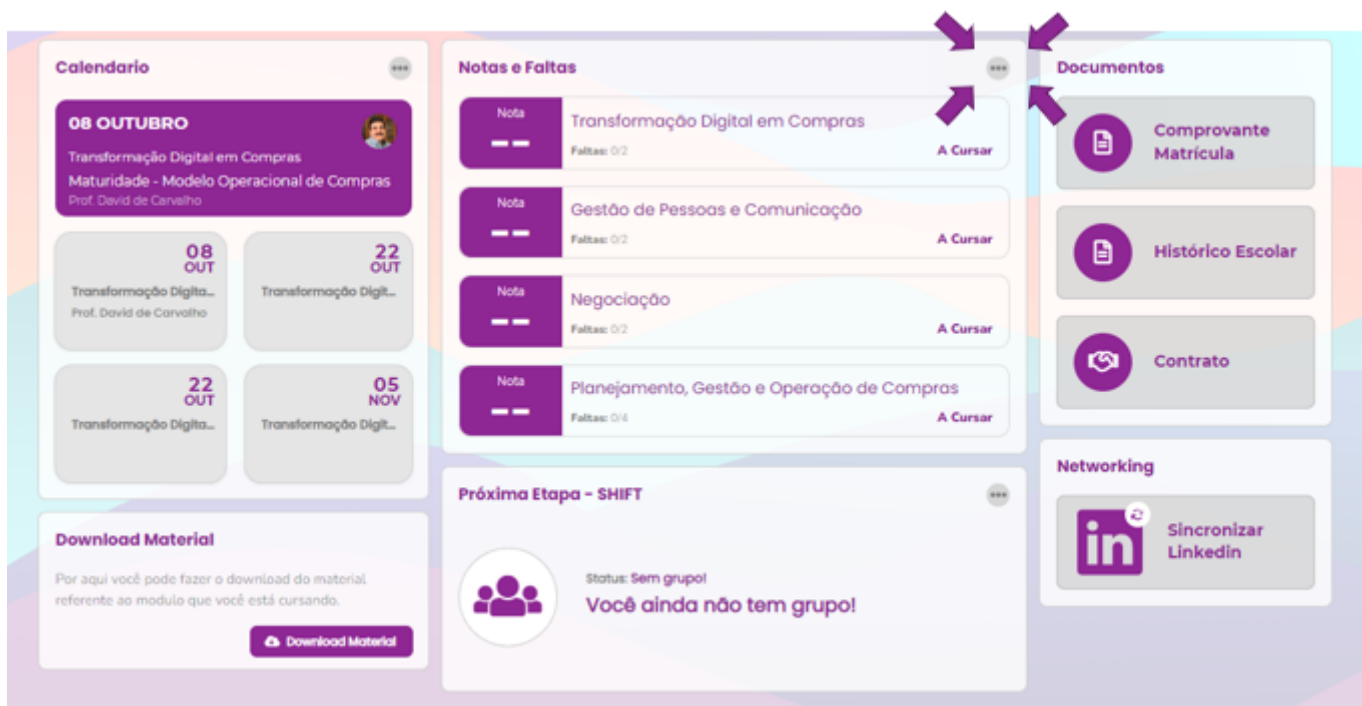 Calendario
08 OUTUBRO
Transformação Digital em Compras
Maturidade - Modelo Operacional de Compras
Prof. David de Carvalho
08
OUT
Transformação Digita...
Prof. David de Carvalho
22
OUT
Transformação Digit...
22
OUT
Transformação Digita...
05
NOV
Transformação Digit...
Download Material
Por aqui você pode fazer o download do material
referente ao modulo que você está cursando.
Download Material
Notas e Faltas
Nota
--
Transformação Digital em Compras
Faltas: 0/2
A Cursar
Nota
--
Gestão de Pessoas e Comunicação
Faltas: 0/2
A Cursar
Nota
--
Negociação
Faltas: 0/2
A Cursar
Nota
--
Planejamento, Gestão e Operação de Compras
Faltas: 0/4
A Cursar
Próxima Etapa - SHIFT
Status: Sem grupo!
Você ainda não tem grupo!
Documentos
Comprovante
Matrícula
Histórico Escolar
Contrato
Networking
in
Sincronizar
Linkedin